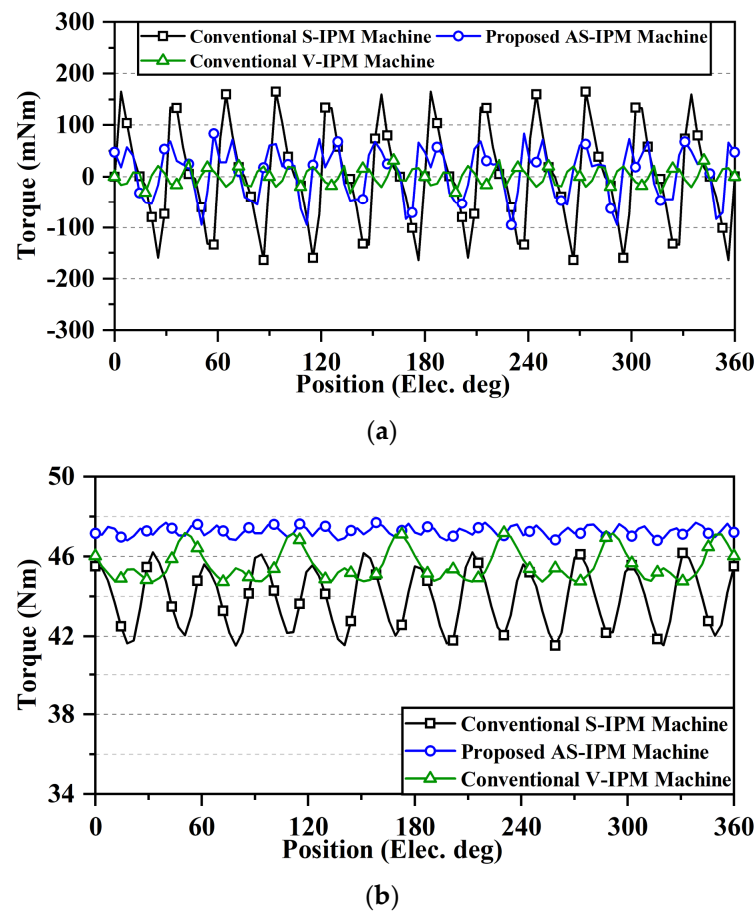 300
200
100
0
-100
-200
-300
Torque (mNm)
Conventional S-IPM Machine
Proposed AS-IPM Machine
Conventional V-IPM Machine
0 60 120 180 240 300 360
Position (Elec. deg)
(a)
50
46
42
38
34
Torque (Nm)
Conventional S-IPM Machine
Proposed AS-IPM Machine
Conventional V-IPM Machine
0 60 120 180 240 300 360
Position (Elec. deg)
(b)